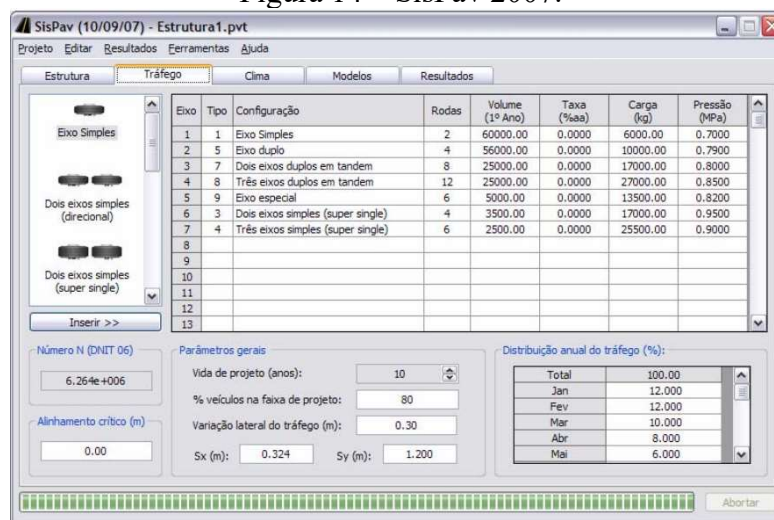 Figura 14 – SisPav 2007.
SisPav (10/09/07) - Estrutura1.pvt
Projeto Editar Resultados Ferramentas Ajuda
Estrutura Tráfego Clima Modelos Resultados
Eixo Simples
Dois eixos simples
(direcional)
Dois eixos simples
(super single)
Inserir >>
Eixo Tipo Configuração Rodas Volume (1º Ano) Taxa (%aa) Carga (kg) Pressão (MPa)
1 1 Eixo Simples 2 60000.00 0.0000 6000.00 0.7000
2 5 Eixo duplo 4 56000.00 0.0000 10000.00 0.7900
3 7 Dois eixos duplos em tandem 8 25000.00 0.0000 17000.00 0.8000
4 8 Três eixos duplos em tandem 12 25000.00 0.0000 27000.00 0.8500
5 9 Eixo especial 6 5000.00 0.0000 13500.00 0.8200
6 3 Dois eixos simples (super single) 4 3500.00 0.0000 17000.00 0.9500
7 4 Três eixos simples (super single) 6 2500.00 0.0000 25500.00 0.9000
8
9
10
11
12
13
Número N (DNIT 06)
6.264e+006
Alinhamento crítico (m)
0.00
Parâmetros gerais
Vida de projeto (anos): 10
% veículos na faixa de projeto: 80
Variação lateral do tráfego (m): 0.30
Sx (m): 0.324 Sy (m): 1.200
Distribuição anual do tráfego (%):
Total 100.00
Jan 12.000
Fev 12.000
Mar 10.000
Abr 8.000
Mai 6.000
Abortar